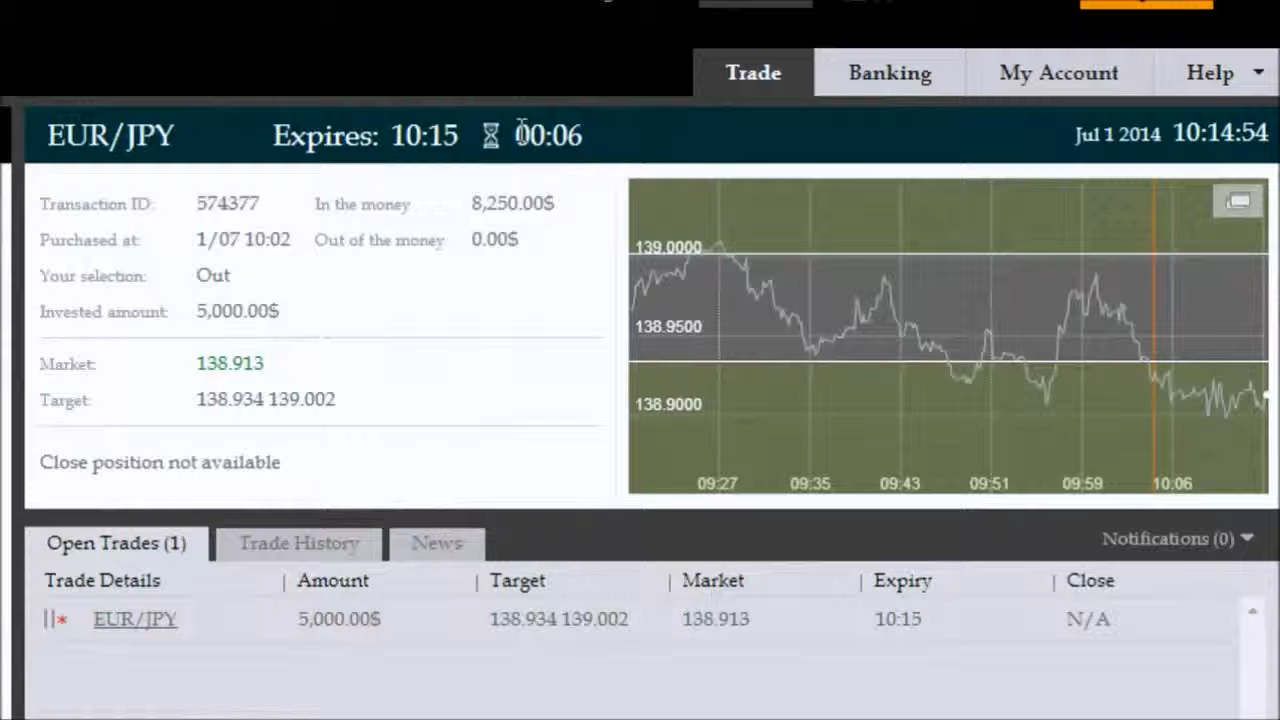 Trade Banking My Account Help
EUR/JPY Expires: 10:15 00:06 Jul 1 2014 10:14:54
Transaction ID: 574377 In the money 8,250.00$
Purchased at: 1/07 10:02 Out of the money 0.00$
Your selection: Out
Invested amount: 5,000.00$
Market: 138.913
Target: 138.934 139.002
Close position not available
139.0000
138.9500
138.9000
09:27 09:35 09:43 09:51 09:59 10:06
Open Trades (1) Trade History News Notifications (0)
Trade Details | Amount | Target | Market | Expiry | Close
||* EUR/JPY 5,000.00$ 138.934 139.002 138.913 10:15 N/A